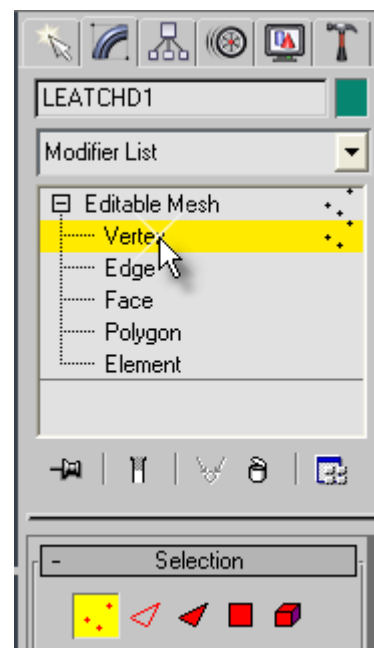 LEATCHD1
Modifier List
Editable Mesh
Vertex
Edge
Face
Polygon
Element
- Selection